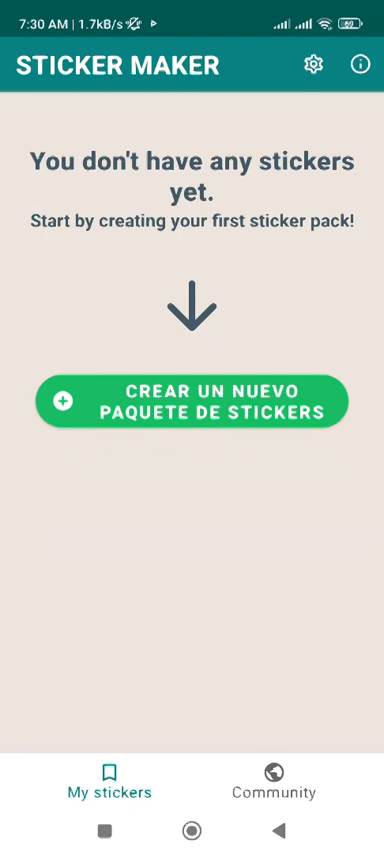 7:30 AM | 1.7kB/s
STICKER MAKER
You don't have any stickers
yet.
Start by creating your first sticker pack!
CREAR UN NUEVO
PAQUETE DE STICKERS
My stickers
Community